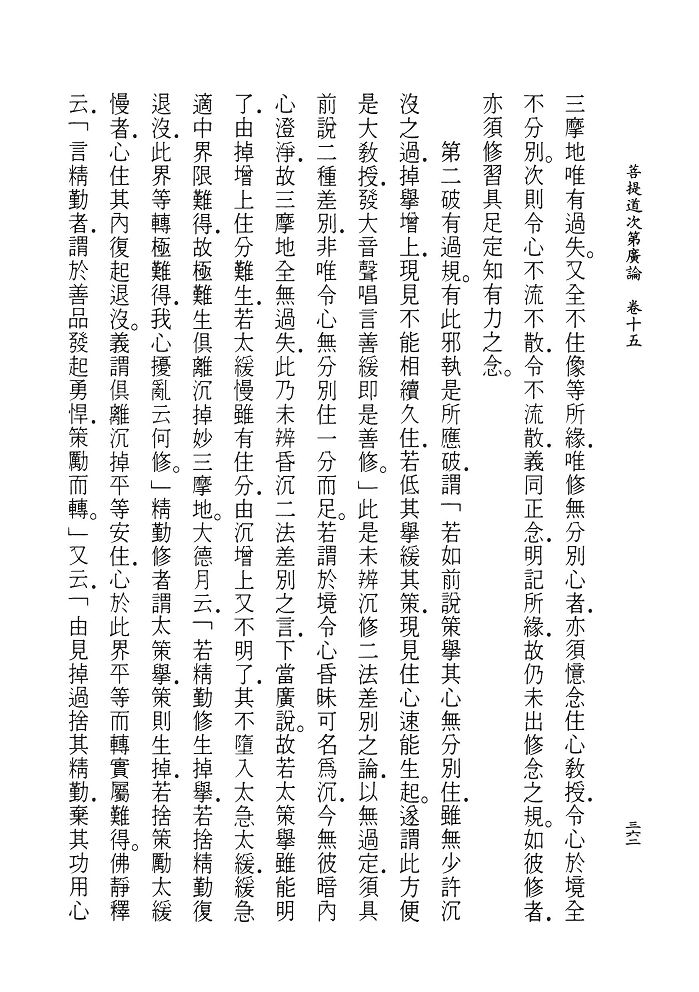 菩提道次第廣論　卷十五
三六二
三摩地唯有過失。又全不住像等所緣．唯修無分別心者．亦須憶念住心教授．令心於境全
不分別。次則令心不流不散．令不流散．義同正念．明記所緣．故仍未出修念之規。如彼修者．
亦須修習具足定知有力之念。
第二破有過規。有此邪執是所應破．謂「若如前說策舉其心無分別住．雖無少許沉
沒之過．掉舉增上．現見不能相續久住．若低其舉緩其策．現見住心速能生起。遂謂此方便
是大教授．發大音聲唱言善緩即是善修。」此是未辨沉修二法差別之論．以無過定．須具
前說二種差別．非唯令心無分別住一分而足。若謂於境令心昏昧可名為沉．今無彼暗內
心澄淨．故三摩地全無過失．此乃未辨昏沉二法差別之言．下當廣說。故若太策舉雖能明
了．由掉增上住分難生．若太緩慢雖有住分．由沉增上又不明了．其不墮入太急太緩．緩急
適中界限難得．故極難生俱離沉掉妙三摩地。大德月云．「若精勤修生掉舉．若捨精勤復
退沒．此界等轉極難得．我心擾亂云何修。」精勤修者謂太策舉．策則生掉．若捨策勵太緩
慢者．心住其內復起退沒。義謂俱離沉掉平等安住．心於此界平等而轉實屬難得。佛靜釋
云．「言精勤者．謂於善品發起勇悍．策勵而轉。」又云．「由見掉過捨其精勤．棄其功用心